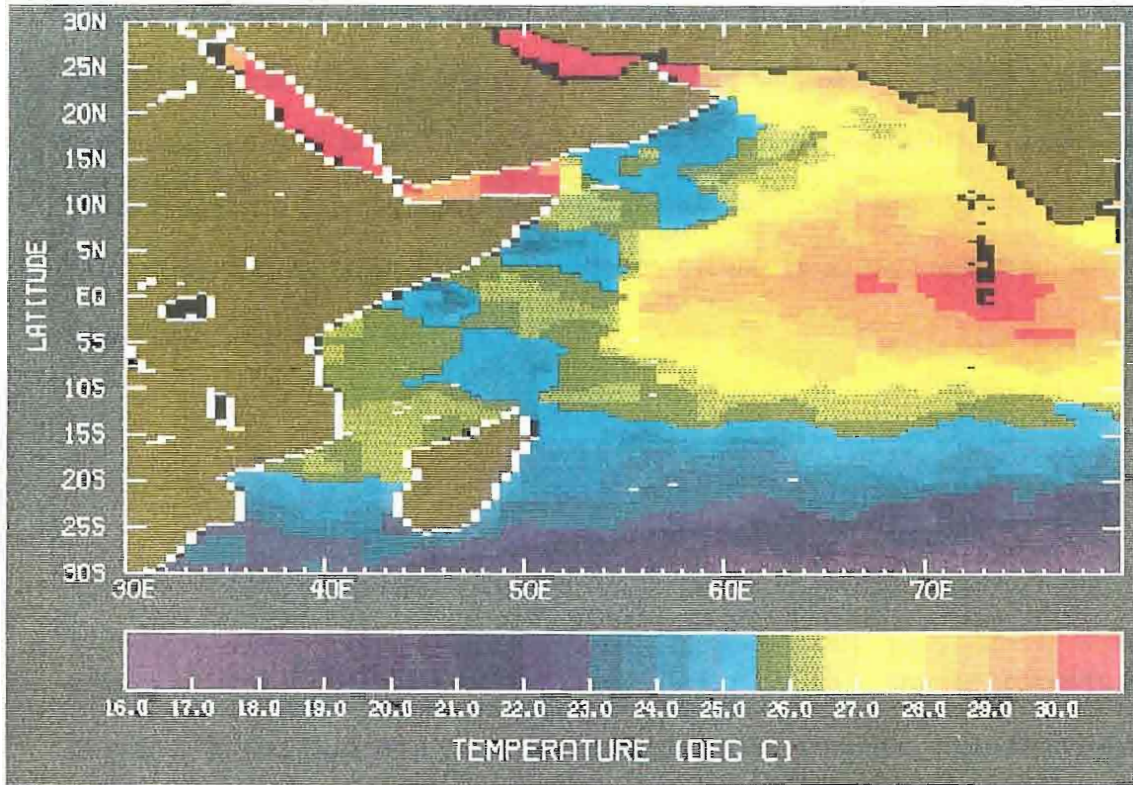 30N
25N
20N
15N
10N
5N
EQ
5S
10S
15S
20S
25S
30S
LATITUDE
30E 40E 50E 60E 70E
16.0 17.0 18.0 19.0 20.0 21.0 22.0 23.0 24.0 25.0 26.0 27.0 28.0 29.0 30.0
TEMPERATURE (DEG C)